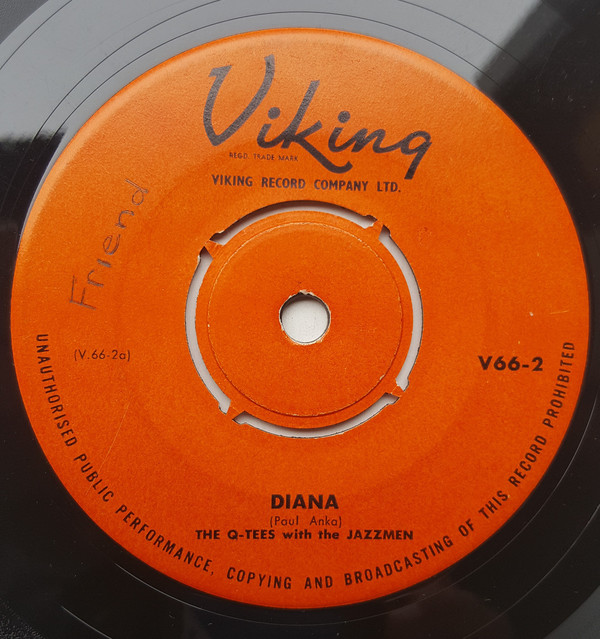 Viking
REGD. TRADE MARK
VIKING RECORD COMPANY LTD.
Friend
(V.66-2a)
V66-2
DIANA
(Paul Anka)
THE Q-TEES with the JAZZMEN
UNAUTHORISED PUBLIC PERFORMANCE, COPYING AND BROADCASTING OF THIS RECORD PROHIBITED